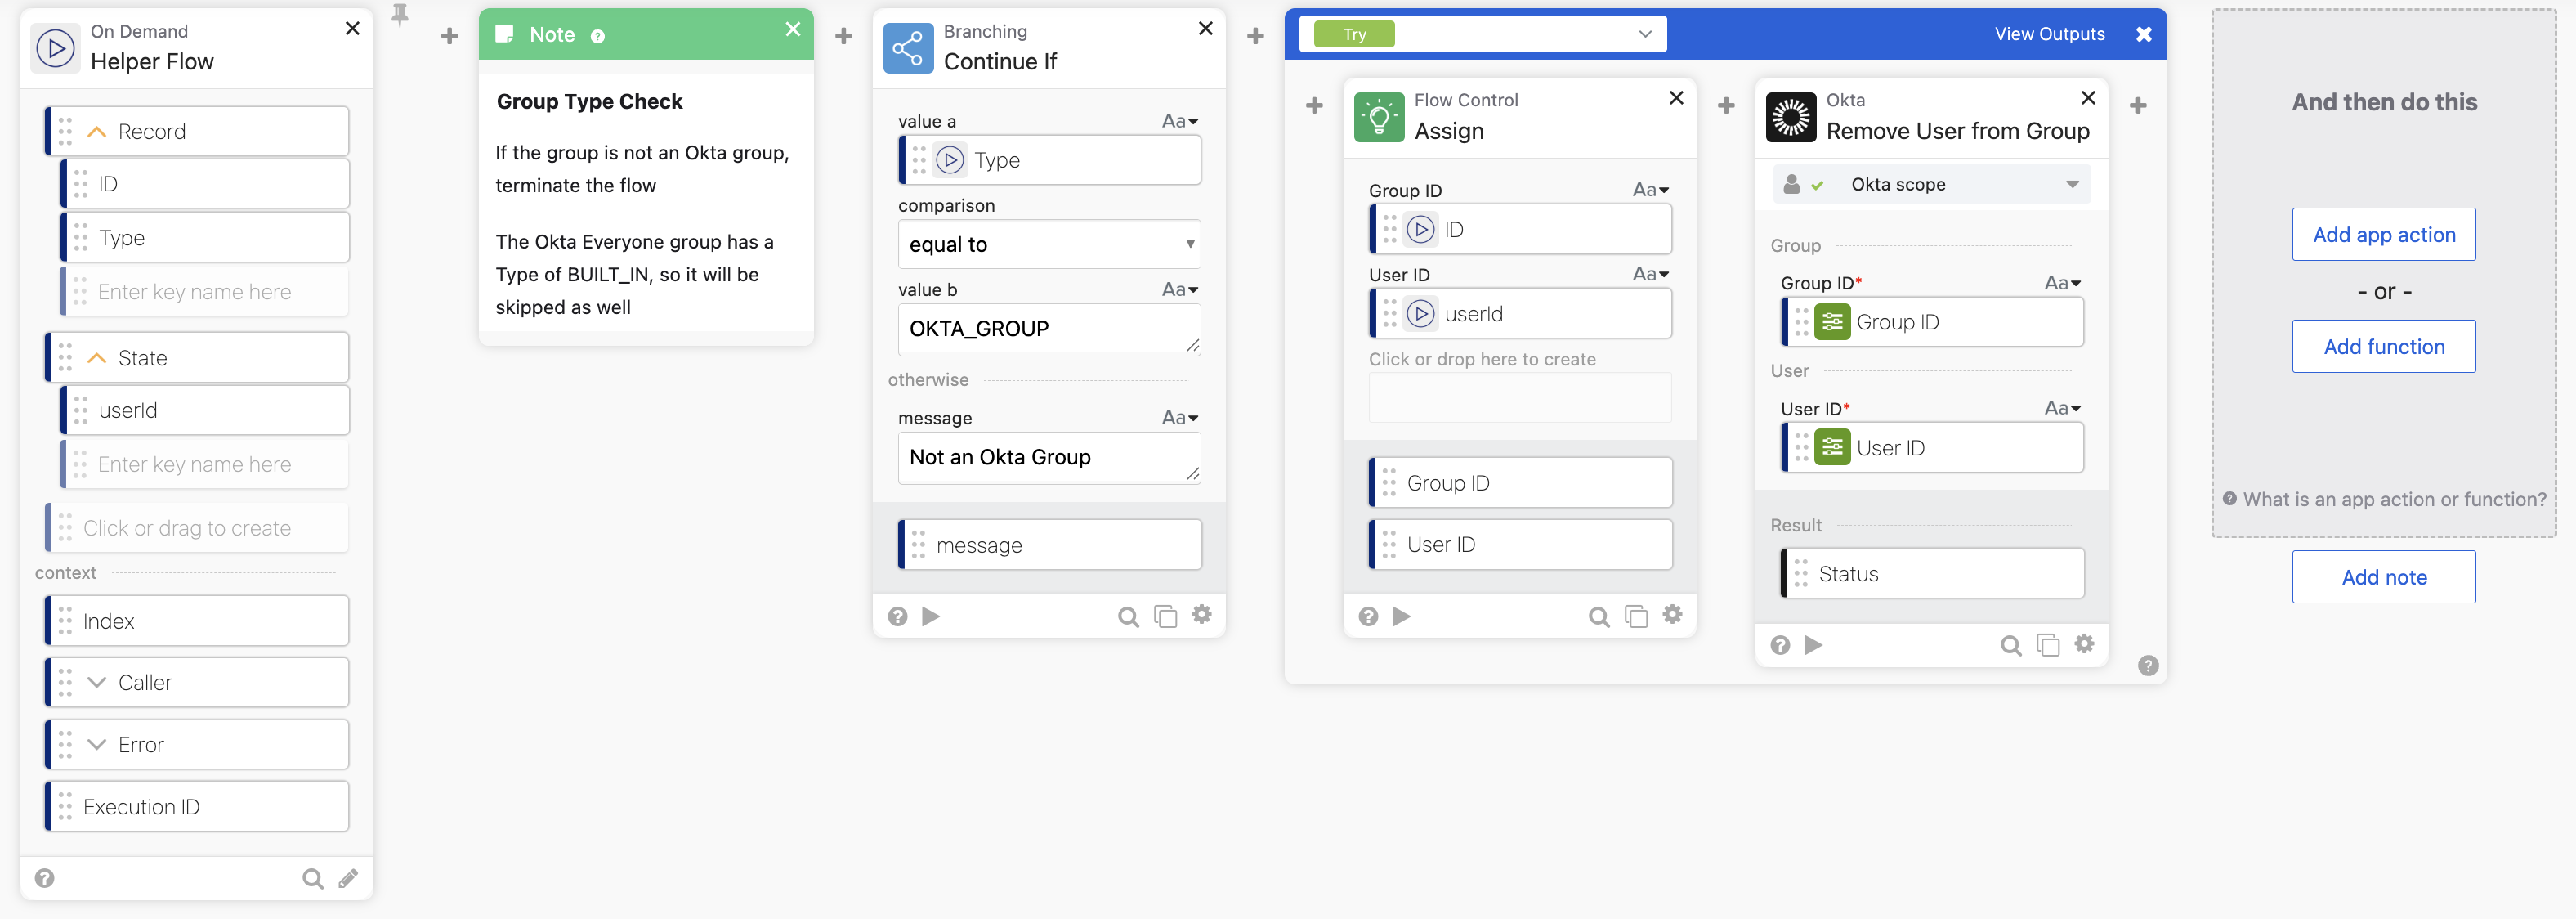 On Demand
Helper Flow
Record
ID
Type
Enter key name here
State
userId
Enter key name here
Click or drag to create
context
Index
Caller
Error
Execution ID
Note
Group Type Check
If the group is not an Okta group,
terminate the flow
The Okta Everyone group has a
Type of BUILT_IN, so it will be
skipped as well
Branching
Continue If
value a Aa
Type
comparison
equal to
value b Aa
OKTA_GROUP
otherwise
message Aa
Not an Okta Group
message
Try
View Outputs
Flow Control
Assign
Group ID Aa
ID
User ID Aa
userId
Click or drop here to create
Group ID
User ID
Okta
Remove User from Group
Okta scope
Group
Group ID* Aa
Group ID
User
User ID* Aa
User ID
Result
Status
And then do this
Add app action
- or -
Add function
What is an app action or function?
Add note